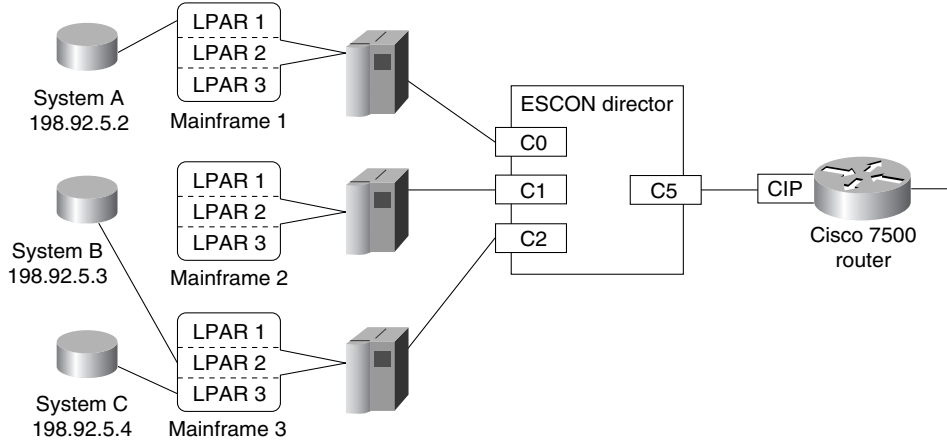 LPAR 1
LPAR 2
LPAR 3
System A
198.92.5.2
Mainframe 1
ESCON director
C0
C1
C2
C5
CIP
Cisco 7500
router
LPAR 1
LPAR 2
LPAR 3
System B
198.92.5.3
Mainframe 2
LPAR 1
LPAR 2
LPAR 3
System C
198.92.5.4
Mainframe 3